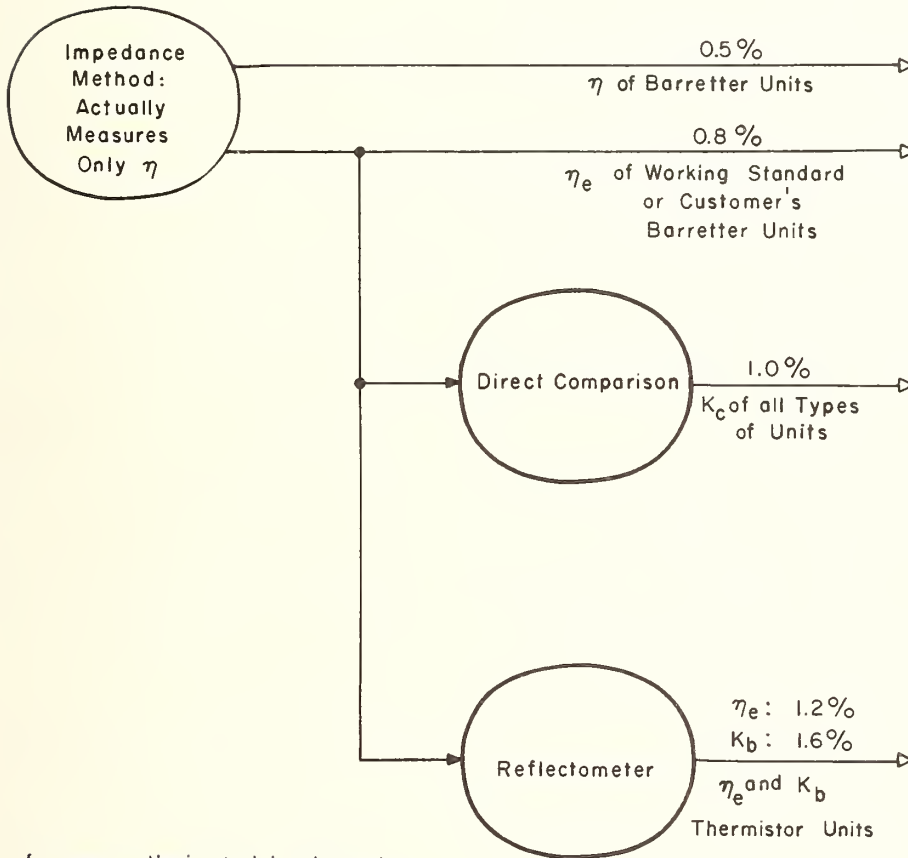 Impedance
Method:
Actually
Measures
Only η
0.5%
η of Barretter Units
0.8%
ηe of Working Standard
or Customer's
Barretter Units
Direct Comparison
1.0%
Kc of all Types
of Units
Reflectometer
ηe: 1.2%
Kb: 1.6%
ηe and Kb
Thermistor Units